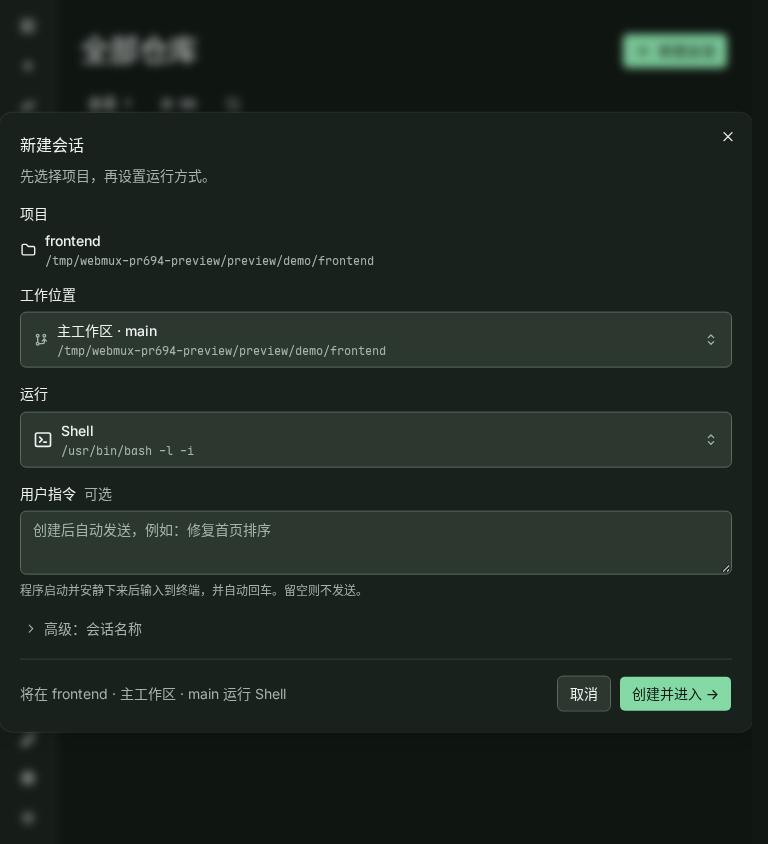 全部仓库
新建会话
先选择项目，再设置运行方式。
项目
frontend
/tmp/webmux-pr694-preview/preview/demo/frontend
工作位置
主工作区 · main
/tmp/webmux-pr694-preview/preview/demo/frontend
运行
Shell
/usr/bin/bash -l -i
用户指令 可选
创建后自动发送，例如：修复首页排序
程序启动并安静下来后输入到终端，并自动回车。留空则不发送。
高级：会话名称
将在 frontend · 主工作区 · main 运行 Shell
取消
创建并进入 →